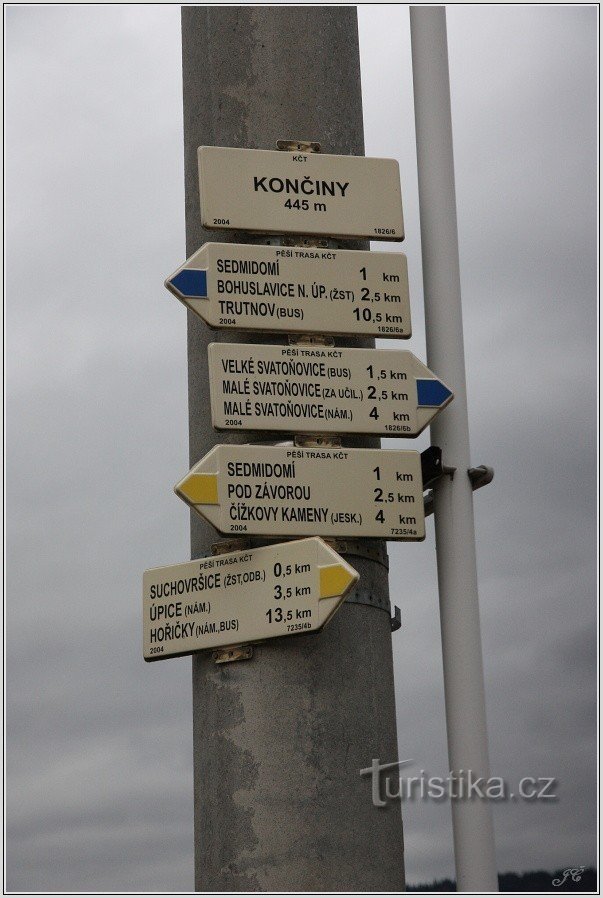 KČT
KONČINY
445 m
2004 1826/6
PĚŠÍ TRASA KČT
SEDMIDOMÍ 1 km
BOHUSLAVICE N. ÚP. (ŽST) 2,5 km
TRUTNOV (BUS) 10,5 km
2004 1826/6a
PĚŠÍ TRASA KČT
VELKÉ SVATOŇOVICE (BUS) 1,5 km
MALÉ SVATOŇOVICE (ZA UČIL.) 2,5 km
MALÉ SVATOŇOVICE (NÁM.) 4 km
2004 1826/6b
PĚŠÍ TRASA KČT
SEDMIDOMÍ 1 km
POD ZÁVOROU 2,5 km
ČÍŽKOVY KAMENY (JESK.) 4 km
2004 7235/4a
PĚŠÍ TRASA KČT
SUCHOVRŠICE (ŽST,ODB.) 0,5 km
ÚPICE (NÁM.) 3,5 km
HOŘIČKY (NÁM.,BUS) 13,5 km
2004 7235/4b
Turistika.cz
JČ